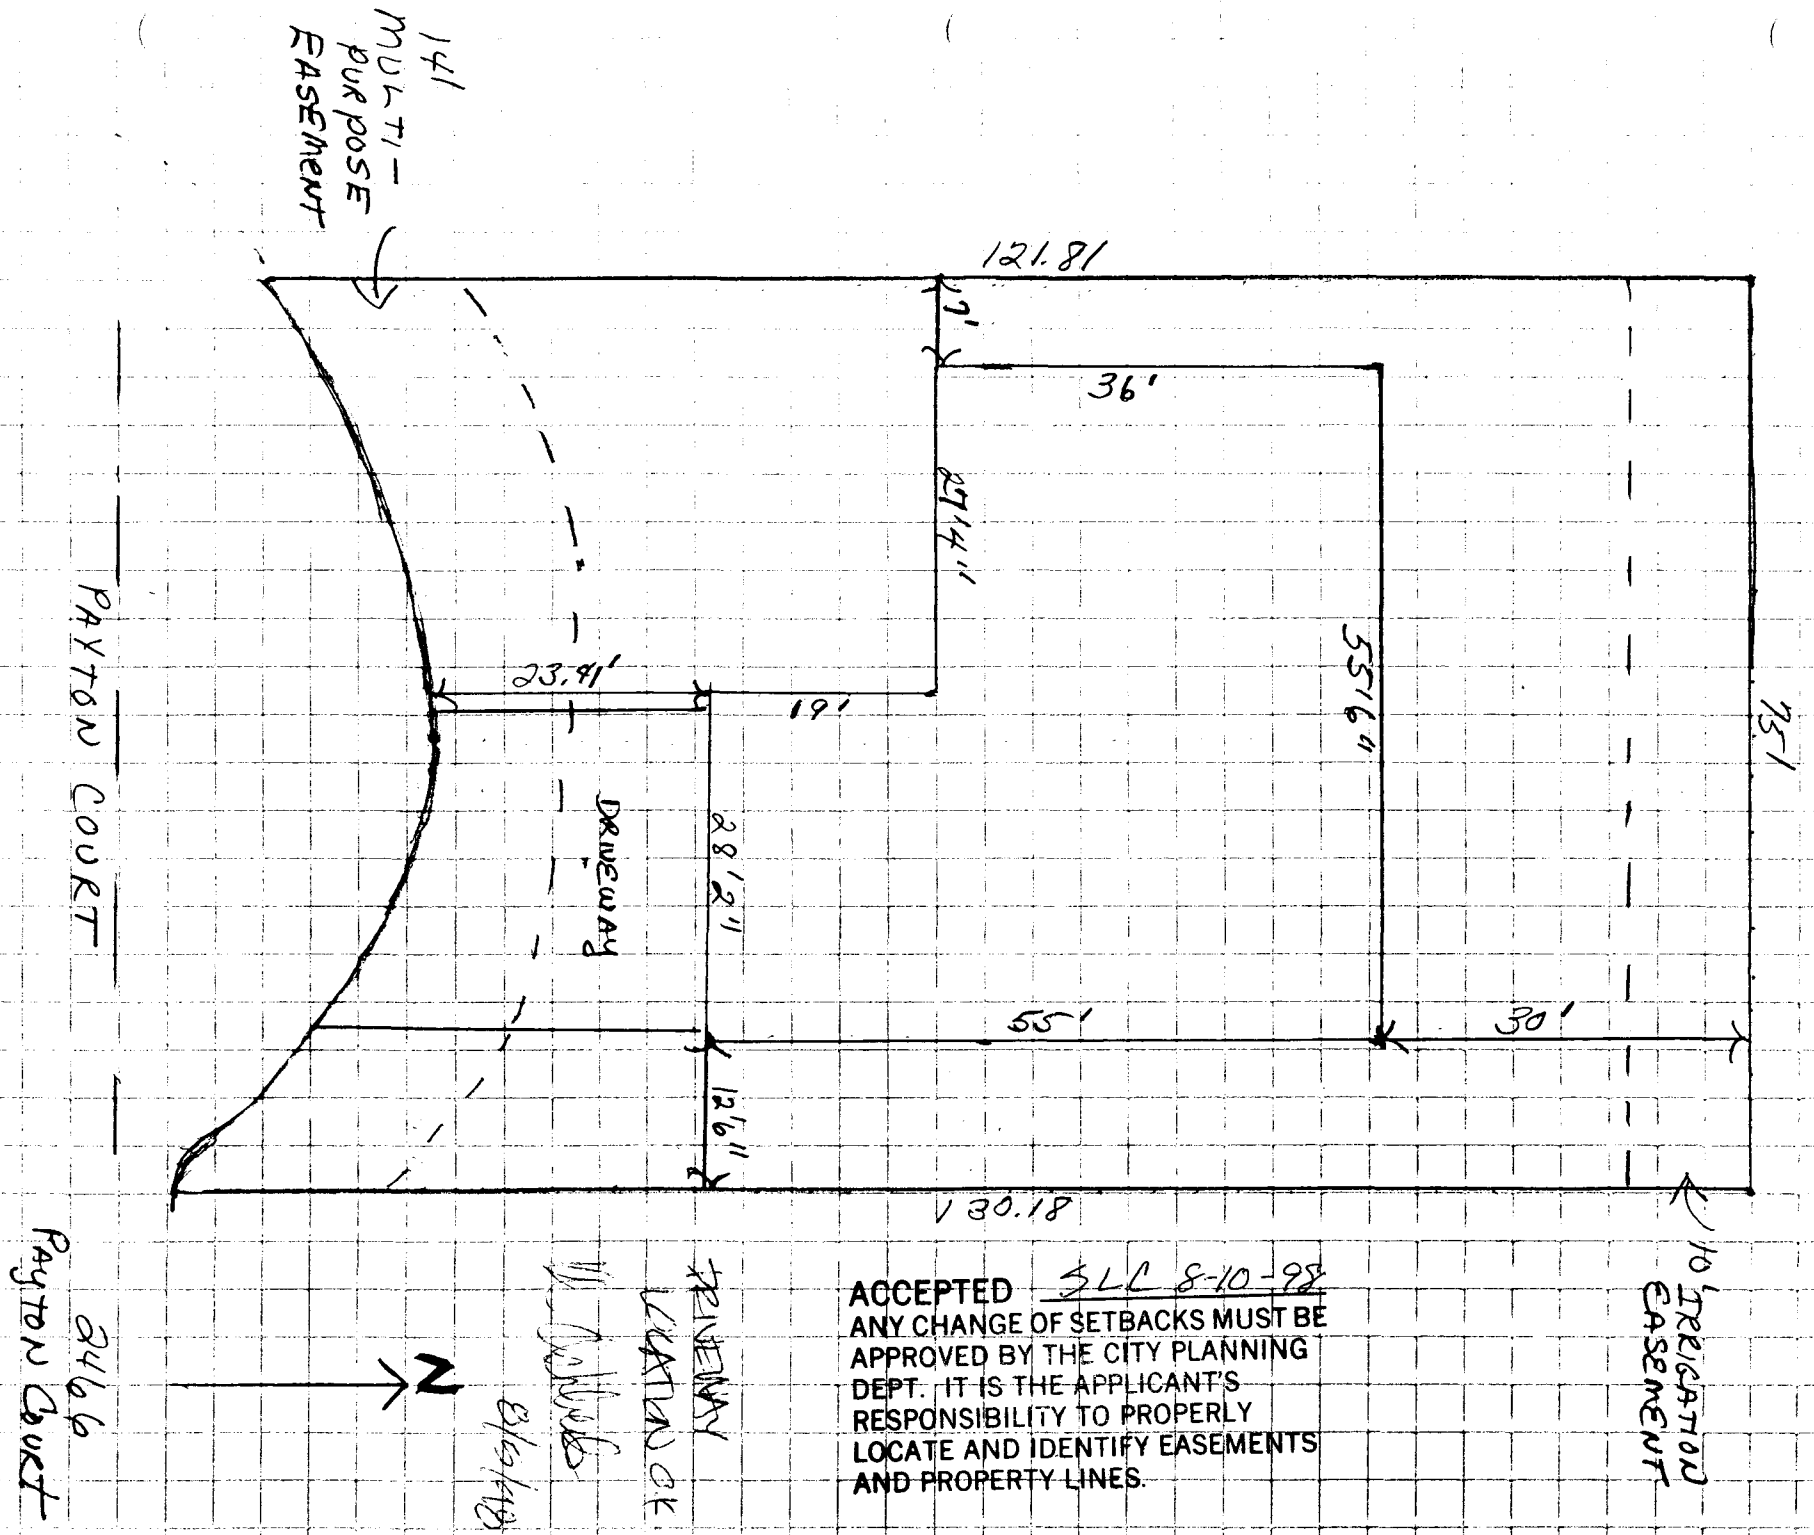 14'
MULTI-
PURPOSE
EASEMENT
121.81
7'
36'
27'4"
23.41'
19'
55'6"
75'
PAYTON COURT
DRIVEWAY
28'2"
55'
30'
12'6"
130.18
10' IRRIGATION
EASEMENT
ACCEPTED SLC 8-10-98
ANY CHANGE OF SETBACKS MUST BE
APPROVED BY THE CITY PLANNING
DEPT. IT IS THE APPLICANT'S
RESPONSIBILITY TO PROPERLY
LOCATE AND IDENTIFY EASEMENTS
AND PROPERTY LINES.
DRIVEWAY
LOCATION OK
8/6/98
N
2466
PAYTON COURT